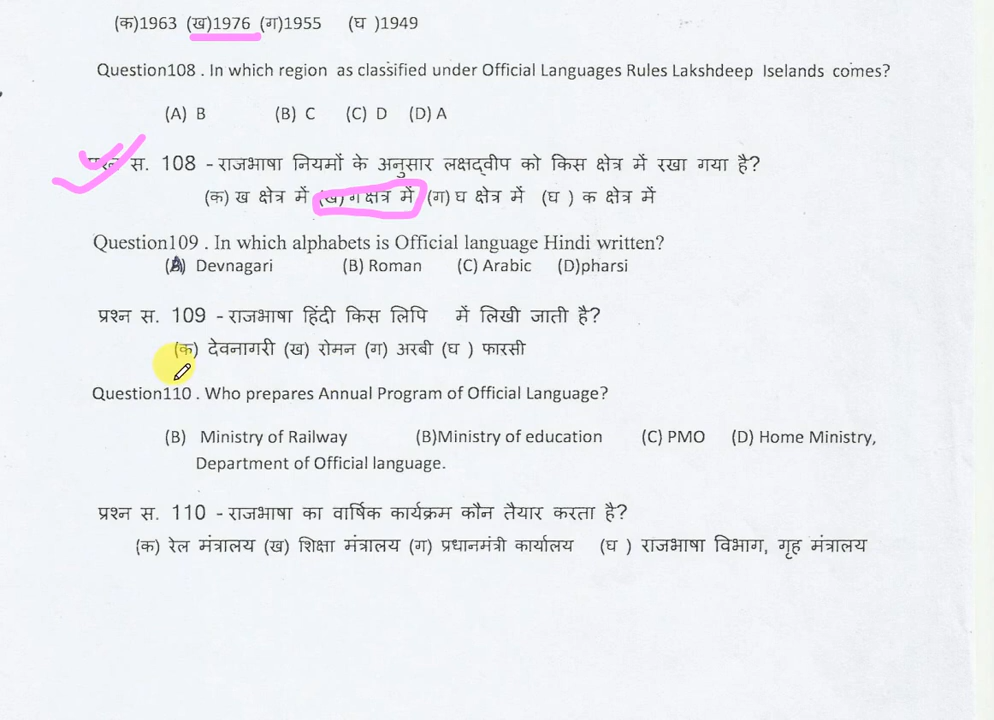 (क)1963 (ख)1976 (ग)1955 (घ )1949
Question108 . In which region as classified under Official Languages Rules Lakshdeep Iselands comes?
(A) B (B) C (C) D (D) A
प्रश्न स. 108 - राजभाषा नियमों के अनुसार लक्षद्वीप को किस क्षेत्र में रखा गया है?
(क) ख क्षेत्र में (ख) ग क्षेत्र में (ग) घ क्षेत्र में (घ ) क क्षेत्र में
Question109 . In which alphabets is Official language Hindi written?
(A) Devnagari (B) Roman (C) Arabic (D)pharsi
प्रश्न स. 109 - राजभाषा हिंदी किस लिपि में लिखी जाती है?
(क) देवनागरी (ख) रोमन (ग) अरबी (घ ) फारसी
Question110 . Who prepares Annual Program of Official Language?
(B) Ministry of Railway (B)Ministry of education (C) PMO (D) Home Ministry,
Department of Official language.
प्रश्न स. 110 - राजभाषा का वार्षिक कार्यक्रम कौन तैयार करता है?
(क) रेल मंत्रालय (ख) शिक्षा मंत्रालय (ग) प्रधानमंत्री कार्यालय (घ ) राजभाषा विभाग, गृह मंत्रालय